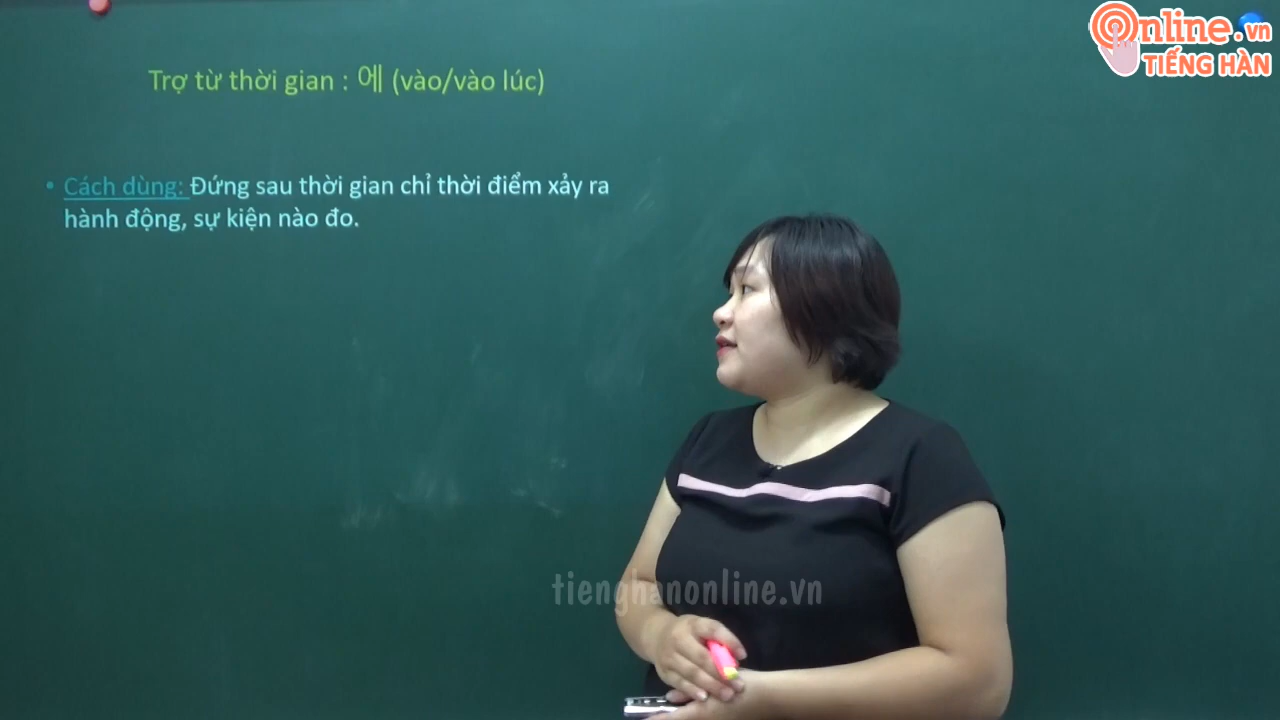 Online.vn
TIẾNG HÀN
Trợ từ thời gian : 에 (vào/vào lúc)
• Cách dùng: Đứng sau thời gian chỉ thời điểm xảy ra
hành động, sự kiện nào đo.
tienghanonline.vn